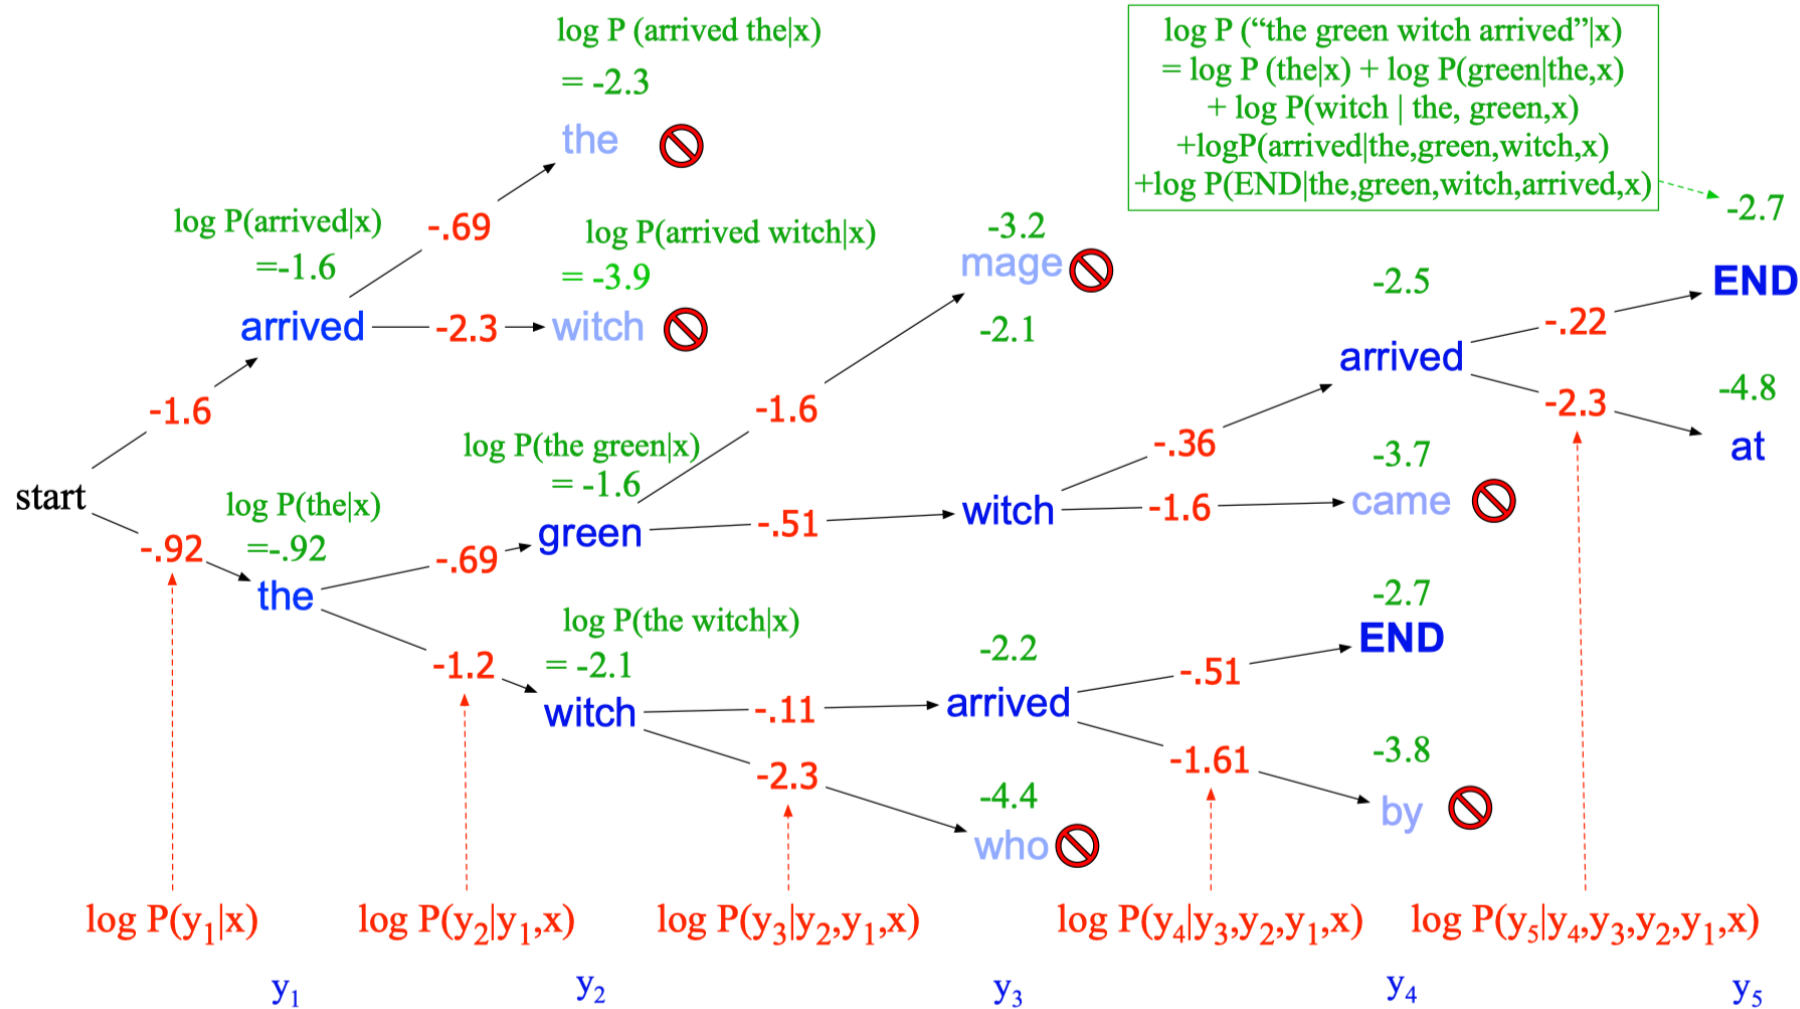 log P (arrived the|x)
= -2.3
the
log P (“the green witch arrived”|x)
= log P (the|x) + log P(green|the,x)
+ log P(witch | the, green,x)
+logP(arrived|the,green,witch,x)
+log P(END|the,green,witch,arrived,x)
-2.7
log P(arrived|x)
=-1.6
-.69
log P(arrived witch|x)
= -3.9
-3.2
mage
-2.1
-2.5
END
arrived
-2.3
witch
-.22
arrived
-1.6
-1.6
-2.3
-4.8
at
log P(the green|x)
= -1.6
-.36
-3.7
start
log P(the|x)
=-.92
-.92
the
-.69
green
-.51
witch
-1.6
came
log P(the witch|x)
= -2.1
-1.2
witch
-.11
-2.2
arrived
-.51
-2.7
END
-2.3
-4.4
who
-1.61
-3.8
by
log P(y₁|x) log P(y₂|y₁,x) log P(y₃|y₂,y₁,x) log P(y₄|y₃,y₂,y₁,x) log P(y₅|y₄,y₃,y₂,y₁,x)
y₁ y₂ y₃ y₄ y₅